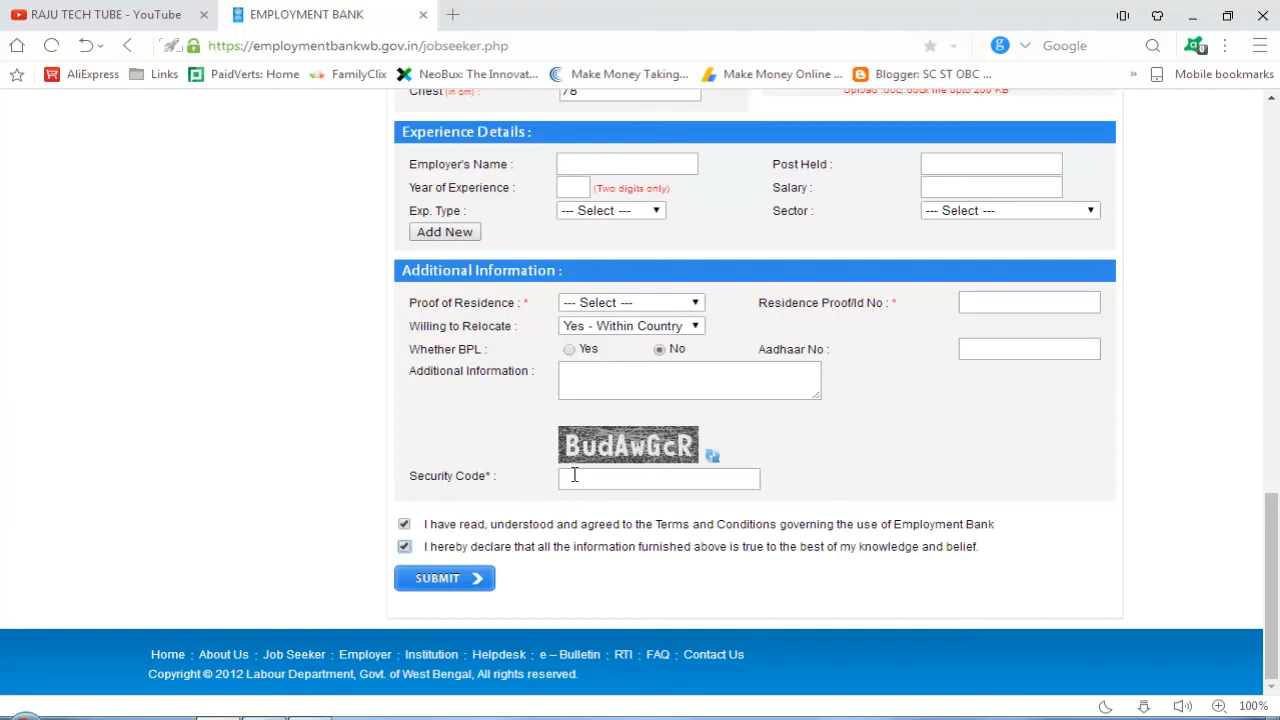 RAJU TECH TUBE - YouTube
EMPLOYMENT BANK
https://employmentbankwb.gov.in/jobseeker.php
Google
AliExpress
Links
PaidVerts: Home
FamilyClix
NeoBux: The Innovat...
Make Money Taking...
Make Money Online ...
Blogger: SC ST OBC ...
»
Mobile bookmarks
Chest (in cm) :
78
Upload .doc,.docx file upto 200 KB
Experience Details :
Employer's Name :
Post Held :
Year of Experience :
(Two digits only)
Salary :
Exp. Type :
--- Select ---
Sector :
--- Select ---
Add New
Additional Information :
Proof of Residence : *
--- Select ---
Residence Proof/Id No : *
Willing to Relocate :
Yes - Within Country
Whether BPL :
Yes
No
Aadhaar No :
Additional Information :
BudAwGcR
Security Code* :
I have read, understood and agreed to the Terms and Conditions governing the use of Employment Bank
I hereby declare that all the information furnished above is true to the best of my knowledge and belief.
SUBMIT
Home : About Us : Job Seeker : Employer : Institution : Helpdesk : e – Bulletin : RTI : FAQ : Contact Us
Copyright © 2012 Labour Department, Govt. of West Bengal, All rights reserved.
100%